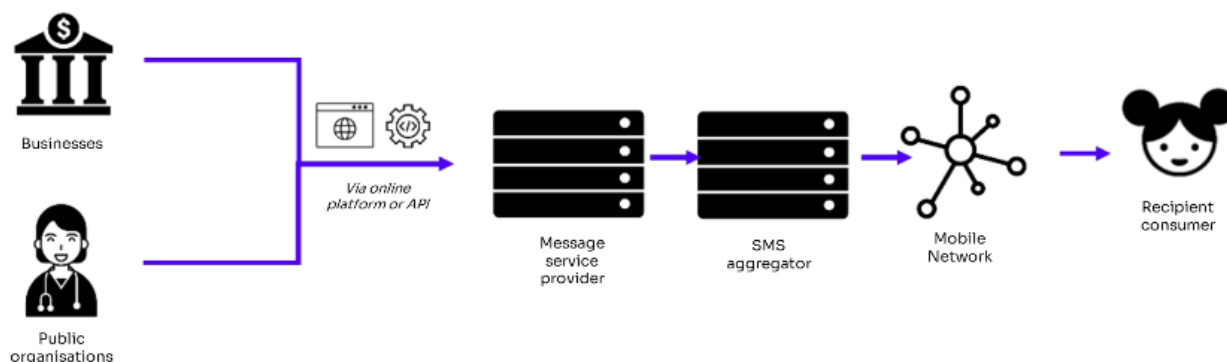 $
Businesses
</>
Via online
platform or API
Message
service
provider
SMS
aggregator
Mobile
Network
Recipient
consumer
Public
organisations